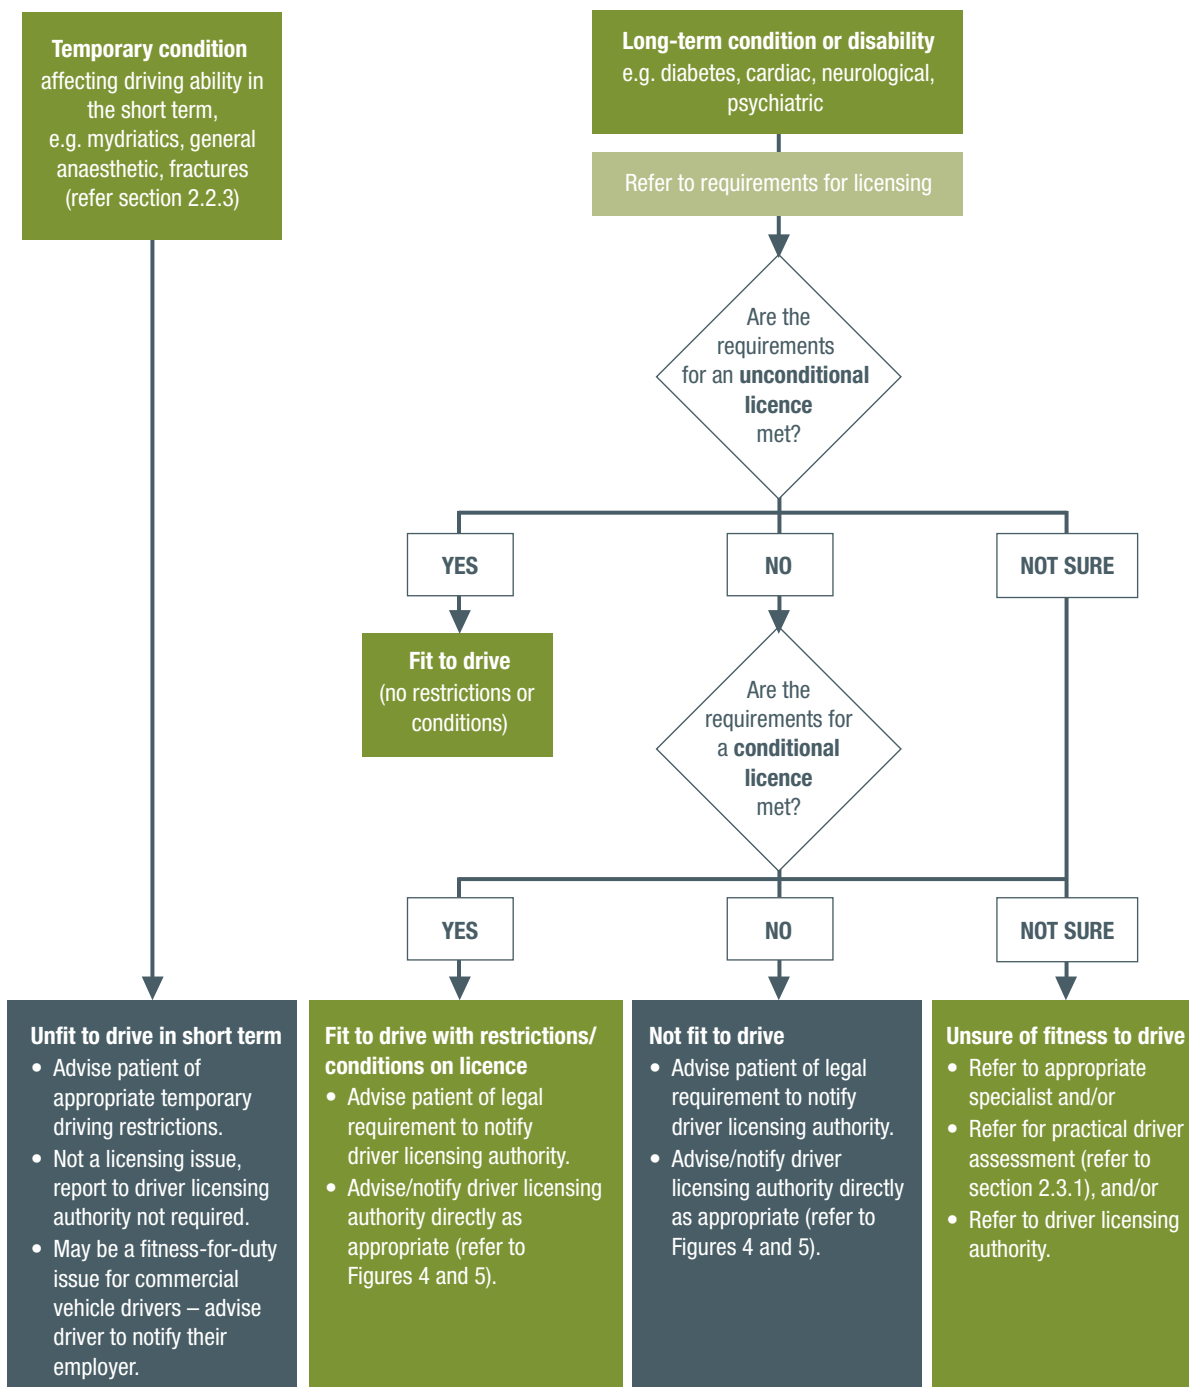 Temporary condition
affecting driving ability in
the short term,
e.g. mydriatics, general
anaesthetic, fractures
(refer section 2.2.3)
Long-term condition or disability
e.g. diabetes, cardiac, neurological,
psychiatric
Refer to requirements for licensing
Are the
requirements
for an unconditional
licence
met?
YES
NO
NOT SURE
Fit to drive
(no restrictions or
conditions)
Are the
requirements for
a conditional
licence
met?
YES
NO
NOT SURE
Unfit to drive in short term
• Advise patient of
appropriate temporary
driving restrictions.
• Not a licensing issue,
report to driver licensing
authority not required.
• May be a fitness-for-duty
issue for commercial
vehicle drivers – advise
driver to notify their
employer.
Fit to drive with restrictions/
conditions on licence
• Advise patient of legal
requirement to notify
driver licensing authority.
• Advise/notify driver licensing
authority directly as
appropriate (refer to
Figures 4 and 5).
Not fit to drive
• Advise patient of legal
requirement to notify
driver licensing authority.
• Advise/notify driver
licensing authority directly
as appropriate (refer to
Figures 4 and 5).
Unsure of fitness to drive
• Refer to appropriate
specialist and/or
• Refer for practical driver
assessment (refer to
section 2.3.1), and/or
• Refer to driver licensing
authority.